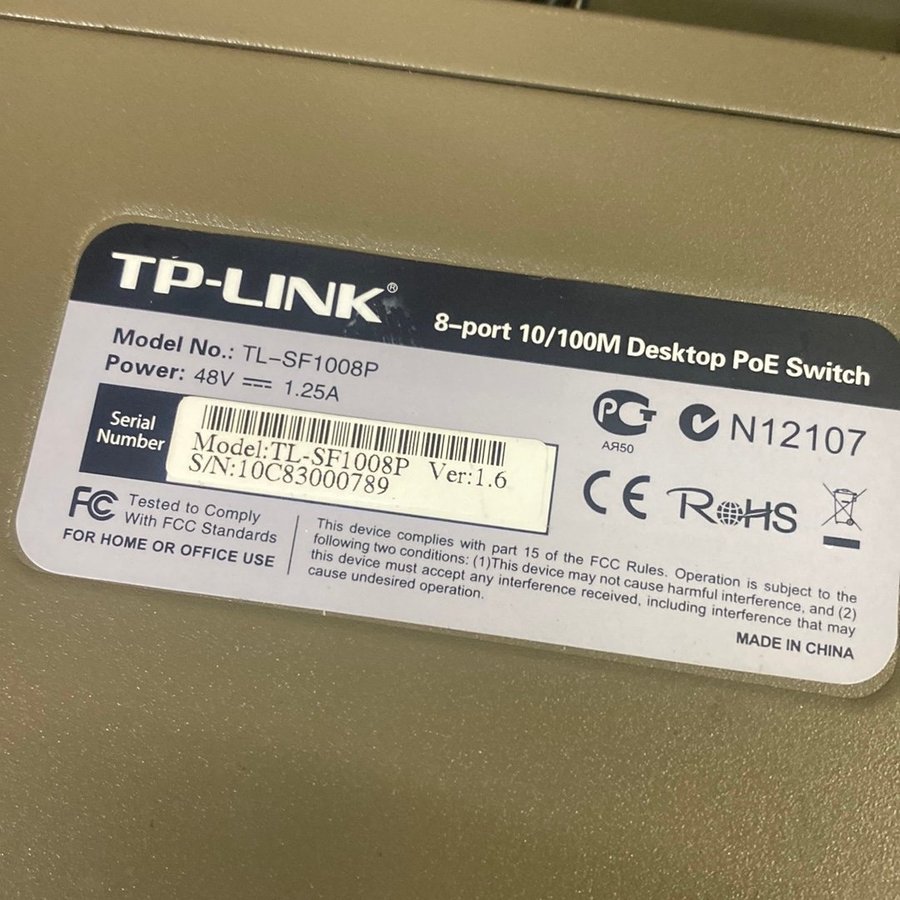 TP-LINK®
8-port 10/100M Desktop PoE Switch
Model No.: TL-SF1008P
Power: 48V ⎓ 1.25A
Serial
Number
Model:TL-SF1008P Ver:1.6
S/N:10C83000789
PCT
АЯ50
N12107
CE
RoHS
FC
Tested to Comply
With FCC Standards
FOR HOME OR OFFICE USE
This device complies with part 15 of the FCC Rules. Operation is subject to the
following two conditions: (1)This device may not cause harmful interference, and (2)
this device must accept any interference received, including interference that may
cause undesired operation.
MADE IN CHINA